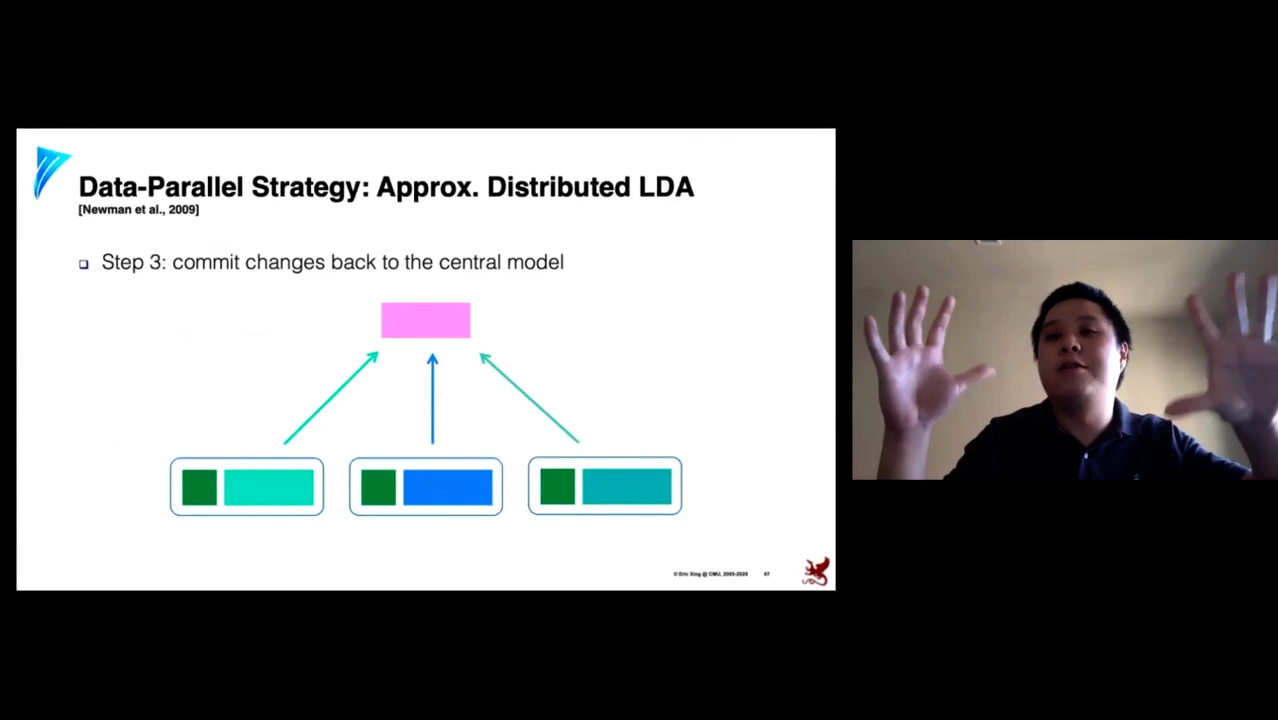 Data-Parallel Strategy: Approx. Distributed LDA
[Newman et al., 2009]
Step 3: commit changes back to the central model
© Eric Xing @ CMU, 2005-2020
67